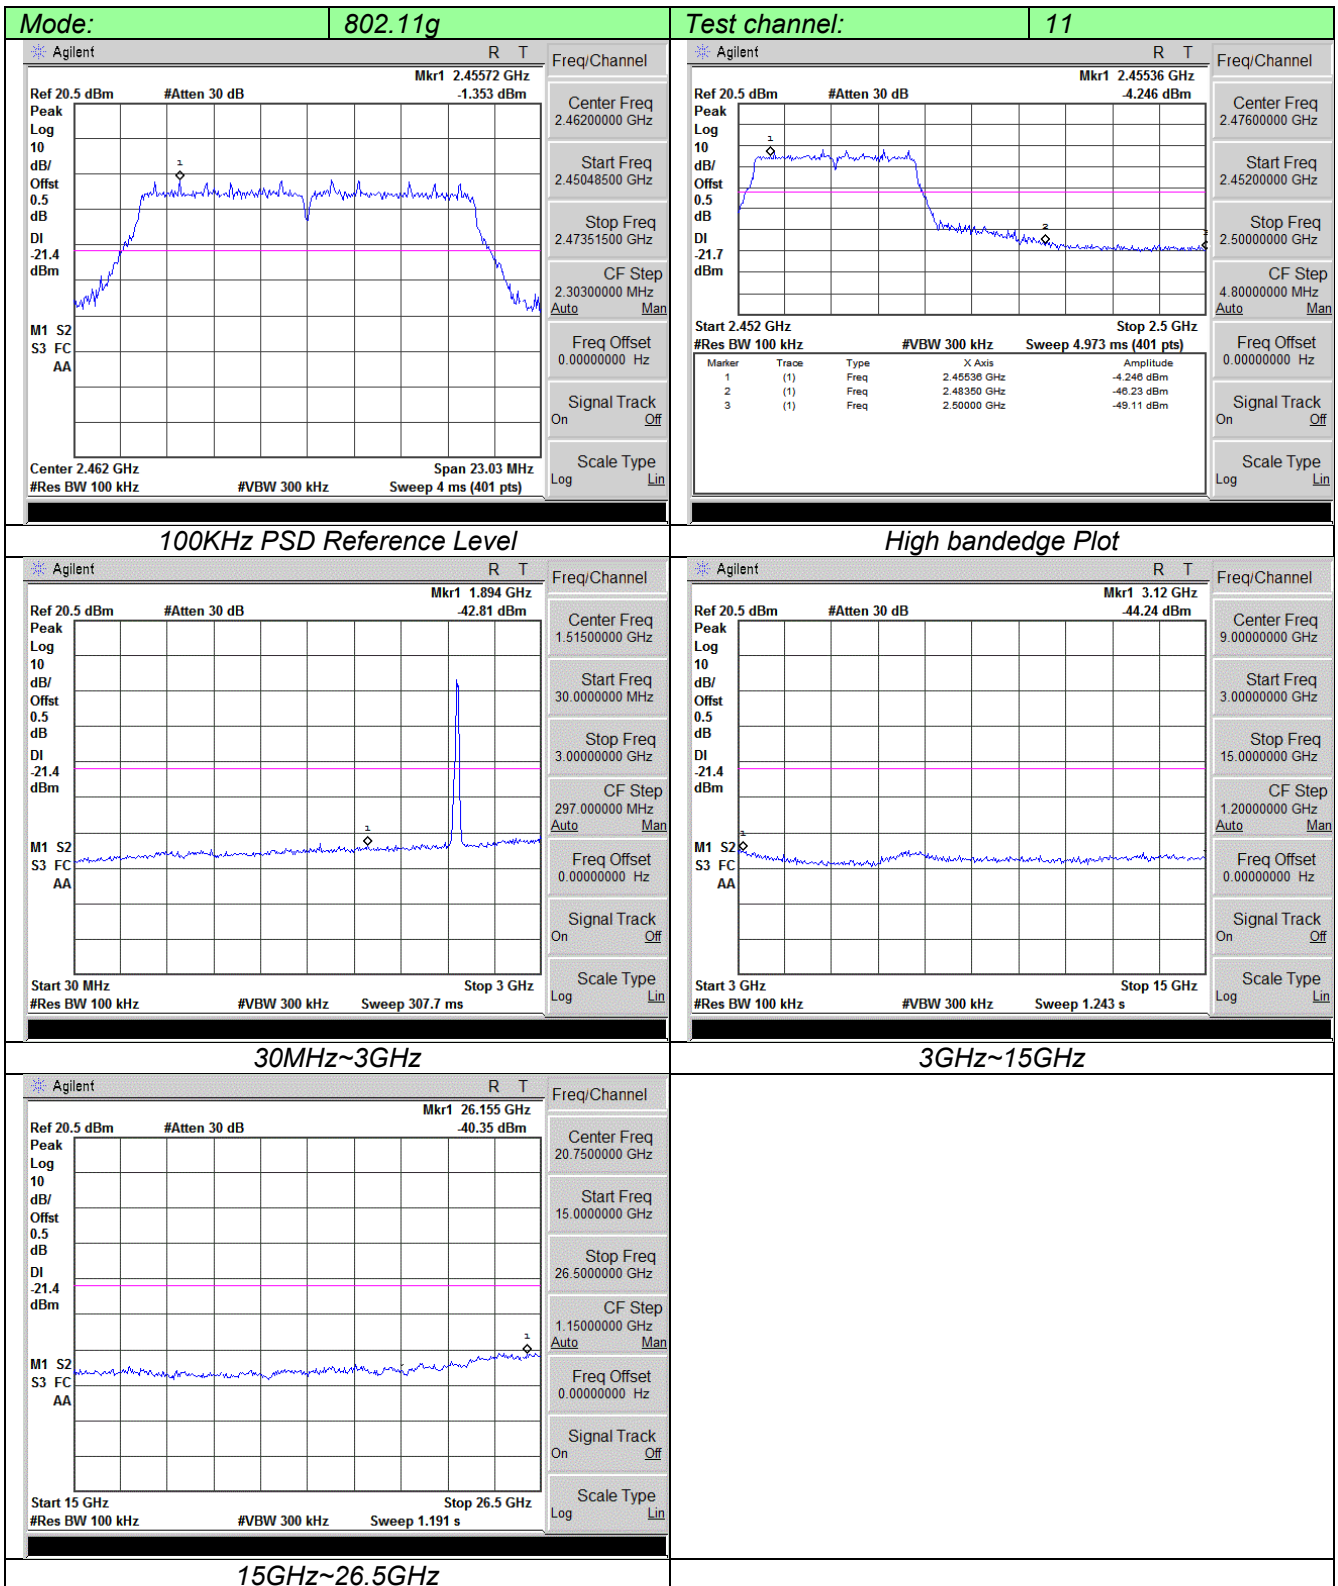 Mode: 802.11g Test channel: 11
Agilent R T
Mkr1 2.45572 GHz
Ref 20.5 dBm #Atten 30 dB -1.353 dBm
Peak
Log
10
dB/
Offst
0.5
dB
DI
-21.4
dBm
M1 S2
S3 FC
AA
1
Center 2.462 GHz Span 23.03 MHz
#Res BW 100 kHz #VBW 300 kHz Sweep 4 ms (401 pts)
Freq/Channel
Center Freq
2.46200000 GHz
Start Freq
2.45048500 GHz
Stop Freq
2.47351500 GHz
CF Step
2.30300000 MHz
Auto Man
Freq Offset
0.00000000 Hz
Signal Track
On Off
Scale Type
Log Lin
Agilent R T
Mkr1 2.45536 GHz
Ref 20.5 dBm #Atten 30 dB -4.246 dBm
Peak
Log
10
dB/
Offst
0.5
dB
DI
-21.7
dBm
1
2
Start 2.452 GHz Stop 2.5 GHz
#Res BW 100 kHz #VBW 300 kHz Sweep 4.973 ms (401 pts)
Marker Trace Type X Axis Amplitude
1 (1) Freq 2.45536 GHz -4.246 dBm
2 (1) Freq 2.48350 GHz -46.23 dBm
3 (1) Freq 2.50000 GHz -49.11 dBm
Freq/Channel
Center Freq
2.47600000 GHz
Start Freq
2.45200000 GHz
Stop Freq
2.50000000 GHz
CF Step
4.80000000 MHz
Auto Man
Freq Offset
0.00000000 Hz
Signal Track
On Off
Scale Type
Log Lin
100KHz PSD Reference Level High bandedge Plot
Agilent R T
Mkr1 1.894 GHz
Ref 20.5 dBm #Atten 30 dB -42.81 dBm
Peak
Log
10
dB/
Offst
0.5
dB
DI
-21.4
dBm
M1 S2
S3 FC
AA
1
Start 30 MHz Stop 3 GHz
#Res BW 100 kHz #VBW 300 kHz Sweep 307.7 ms
Freq/Channel
Center Freq
1.51500000 GHz
Start Freq
30.0000000 MHz
Stop Freq
3.00000000 GHz
CF Step
297.000000 MHz
Auto Man
Freq Offset
0.00000000 Hz
Signal Track
On Off
Scale Type
Log Lin
Agilent R T
Mkr1 3.12 GHz
Ref 20.5 dBm #Atten 30 dB -44.24 dBm
Peak
Log
10
dB/
Offst
0.5
dB
DI
-21.4
dBm
M1 S2
S3 FC
AA
1
Start 3 GHz Stop 15 GHz
#Res BW 100 kHz #VBW 300 kHz Sweep 1.243 s
Freq/Channel
Center Freq
9.00000000 GHz
Start Freq
3.00000000 GHz
Stop Freq
15.0000000 GHz
CF Step
1.20000000 GHz
Auto Man
Freq Offset
0.00000000 Hz
Signal Track
On Off
Scale Type
Log Lin
30MHz~3GHz 3GHz~15GHz
Agilent R T
Mkr1 26.155 GHz
Ref 20.5 dBm #Atten 30 dB -40.35 dBm
Peak
Log
10
dB/
Offst
0.5
dB
DI
-21.4
dBm
M1 S2
S3 FC
AA
1
Start 15 GHz Stop 26.5 GHz
#Res BW 100 kHz #VBW 300 kHz Sweep 1.191 s
Freq/Channel
Center Freq
20.7500000 GHz
Start Freq
15.0000000 GHz
Stop Freq
26.5000000 GHz
CF Step
1.15000000 GHz
Auto Man
Freq Offset
0.00000000 Hz
Signal Track
On Off
Scale Type
Log Lin
15GHz~26.5GHz